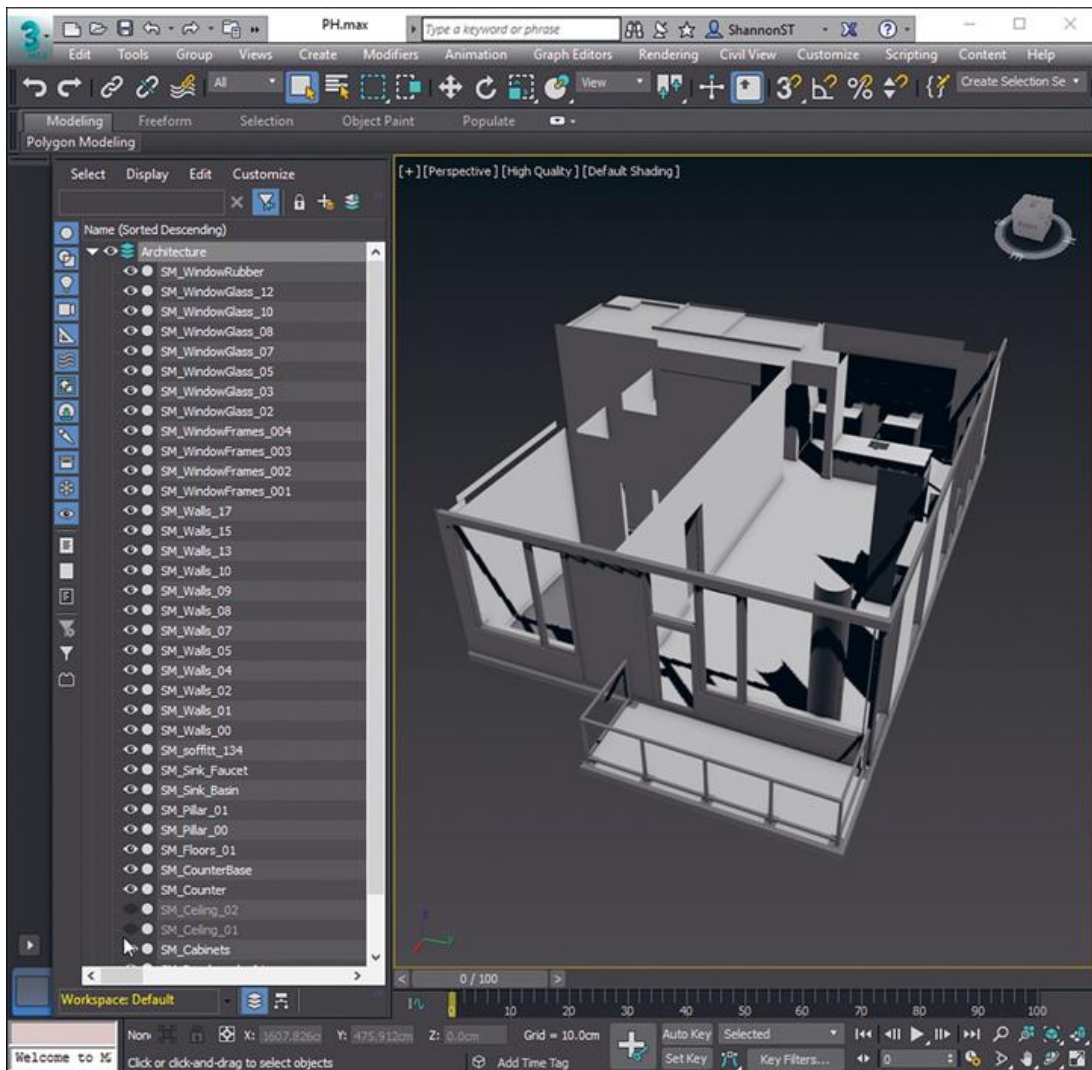 PH.max
Type a keyword or phrase
ShannonST
Edit Tools Group Views Create Modifiers Animation Graph Editors Rendering Civil View Customize Scripting Content Help
All
View
Create Selection Se
Modeling Freeform Selection Object Paint Populate
Polygon Modeling
Select Display Edit Customize
[+] [Perspective ] [High Quality ] [Default Shading ]
Name (Sorted Descending)
Architecture
SM_WindowRubber
SM_WindowGlass_12
SM_WindowGlass_10
SM_WindowGlass_08
SM_WindowGlass_07
SM_WindowGlass_05
SM_WindowGlass_03
SM_WindowGlass_02
SM_WindowFrames_004
SM_WindowFrames_003
SM_WindowFrames_002
SM_WindowFrames_001
SM_Walls_17
SM_Walls_15
SM_Walls_13
SM_Walls_10
SM_Walls_09
SM_Walls_08
SM_Walls_07
SM_Walls_05
SM_Walls_04
SM_Walls_02
SM_Walls_01
SM_Walls_00
SM_soffitt_134
SM_Sink_Faucet
SM_Sink_Basin
SM_Pillar_01
SM_Pillar_00
SM_Floors_01
SM_CounterBase
SM_Counter
SM_Ceiling_02
SM_Ceiling_01
SM_Cabinets
0 / 100
Workspace: Default
0 10 20 30 40 50 60 70 80 90 100
Non X: 1607.826c Y: 475.912cm Z: 0.0cm Grid = 10.0cm Auto Key Selected
Welcome to M Click or click-and-drag to select objects Add Time Tag Set Key Key Filters... 0